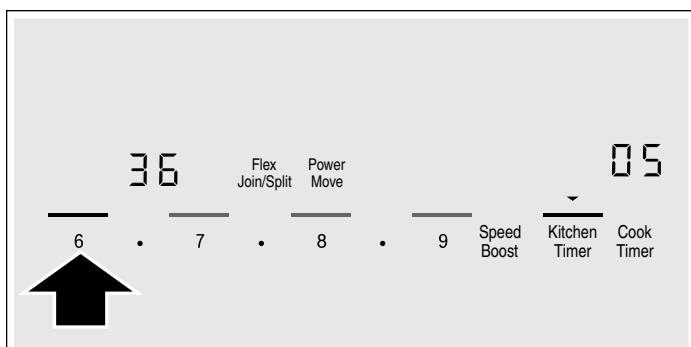 36 Flex Power 05
Join/Split Move
6 . 7 . 8 . 9 Speed Kitchen Cook
Boost Timer Timer